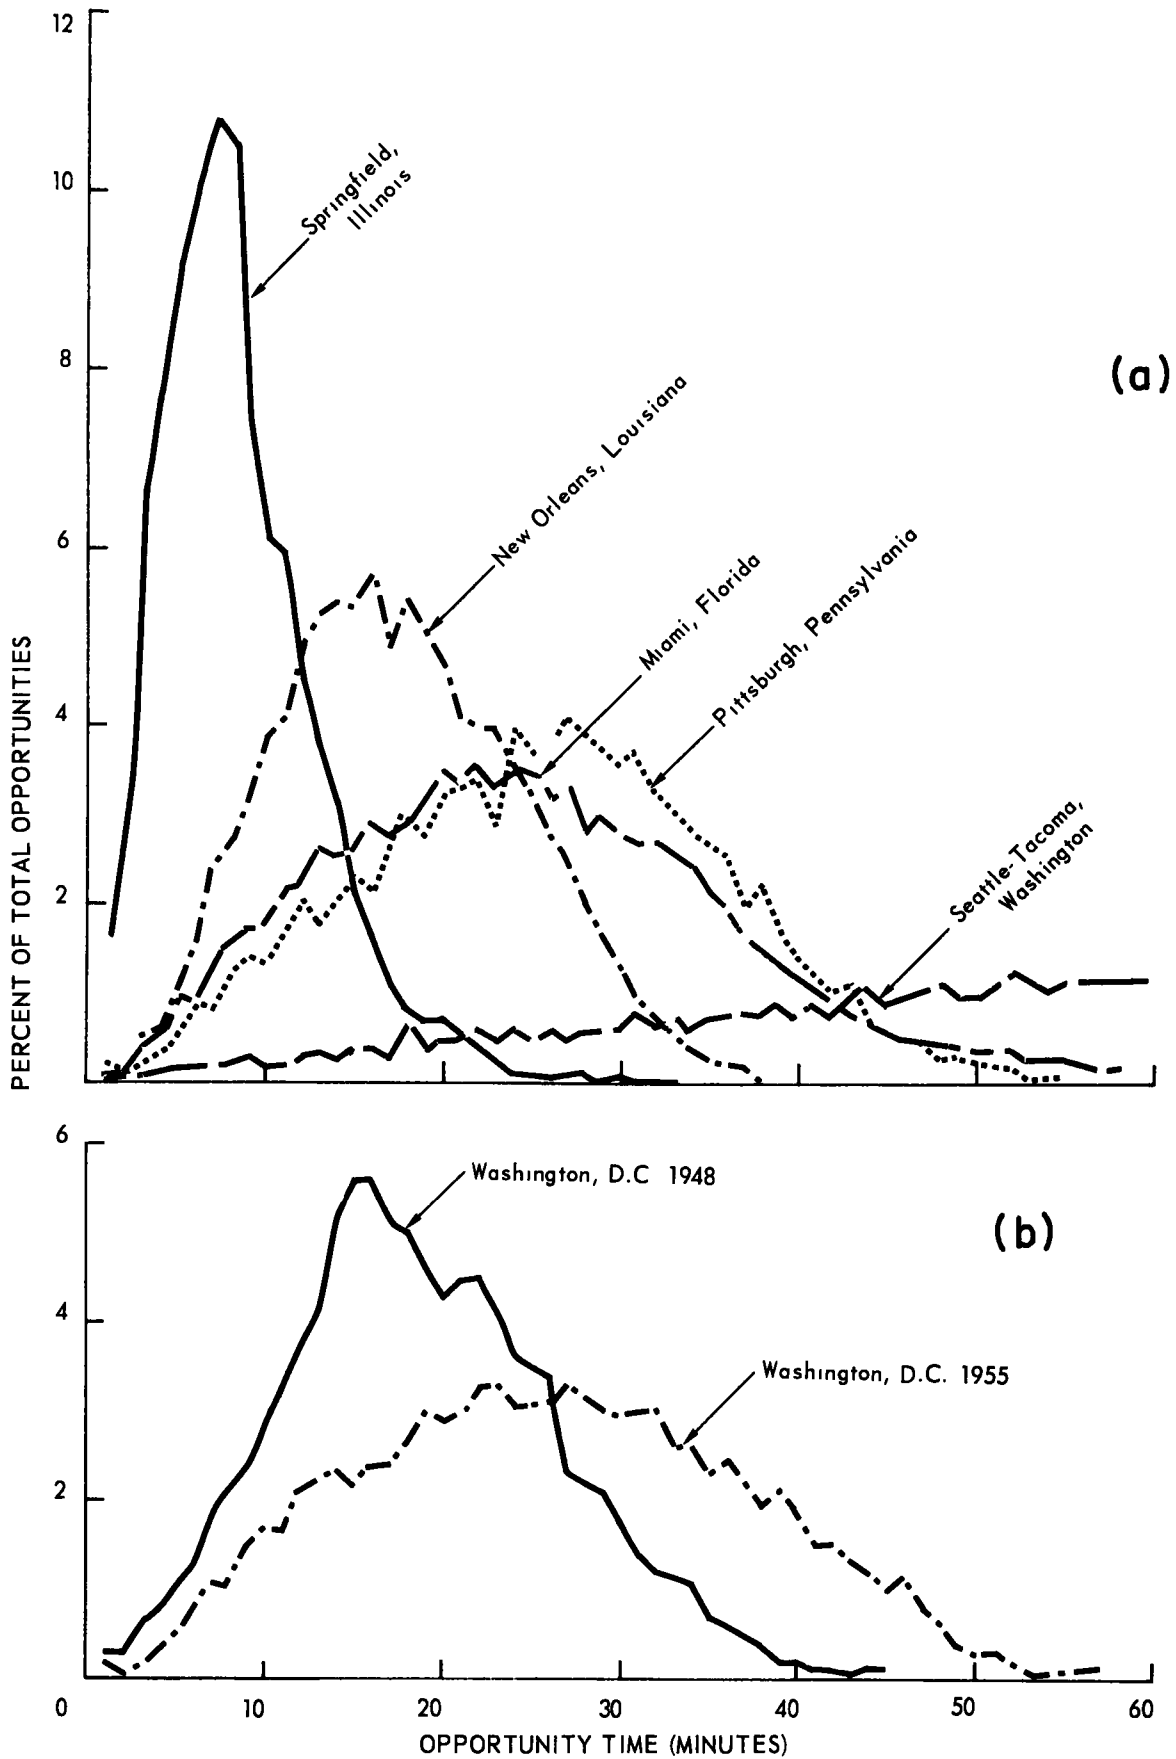 12
10
8
6
4
2
PERCENT OF TOTAL OPPORTUNITIES
Springfield,
Illinois
(a)
New Orleans, Louisiana
Miami, Florida
Pittsburgh, Pennsylvania
Seattle-Tacoma,
Washington
6
4
2
Washington, D.C 1948
(b)
Washington, D.C. 1955
0 10 20 30 40 50 60
OPPORTUNITY TIME (MINUTES)